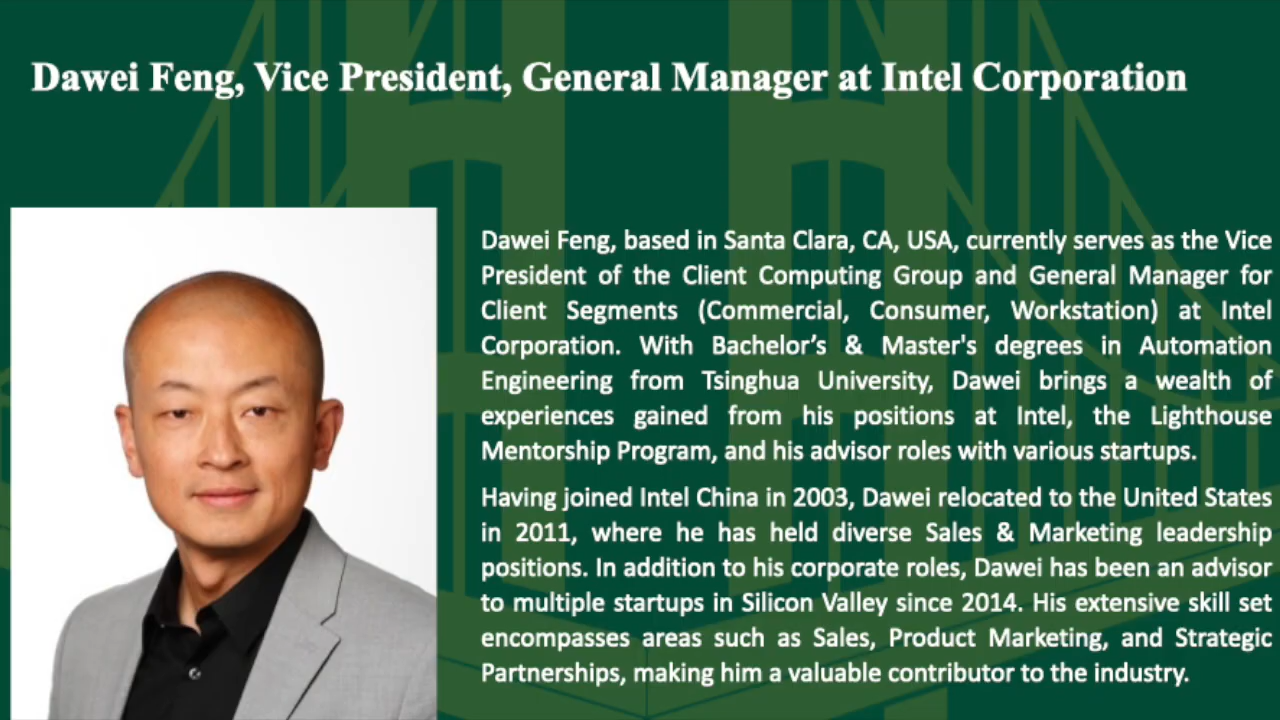 Dawei Feng, Vice President, General Manager at Intel Corporation
Dawei Feng, based in Santa Clara, CA, USA, currently serves as the Vice
President of the Client Computing Group and General Manager for
Client Segments (Commercial, Consumer, Workstation) at Intel
Corporation. With Bachelor’s & Master's degrees in Automation
Engineering from Tsinghua University, Dawei brings a wealth of
experiences gained from his positions at Intel, the Lighthouse
Mentorship Program, and his advisor roles with various startups.
Having joined Intel China in 2003, Dawei relocated to the United States
in 2011, where he has held diverse Sales & Marketing leadership
positions. In addition to his corporate roles, Dawei has been an advisor
to multiple startups in Silicon Valley since 2014. His extensive skill set
encompasses areas such as Sales, Product Marketing, and Strategic
Partnerships, making him a valuable contributor to the industry.